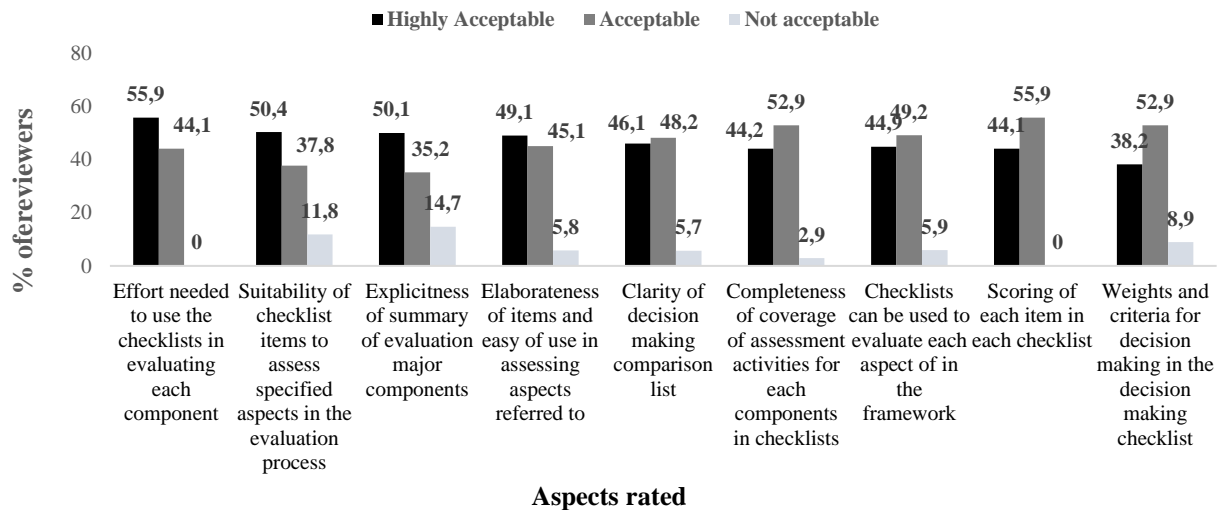 Highly Acceptable Acceptable Not acceptable
% ofereviewers
80
60
40
20
0
55,9
44,1
0
50,4
37,8
11,8
50,1
35,2
14,7
49,1
45,1
5,8
46,1
48,2
5,7
44,2
52,9
2,9
44,9
49,2
5,9
44,1
55,9
0
38,2
52,9
8,9
Effort needed
to use the
checklists in
evaluating
each
component
Suitability of
checklist
items to
assess
specified
aspects in the
evaluation
process
Explicitness
of summary
of evaluation
major
components
Elaborateness
of items and
easy of use in
assessing
aspects
referred to
Clarity of
decision
making
comparison
list
Completeness
of coverage
of assessment
activities for
each
components
in checklists
Checklists
can be used to
evaluate each
aspect of in
the
framework
Scoring of
each item in
each checklist
Weights and
criteria for
decision
making in the
decision
making
checklist
Aspects rated